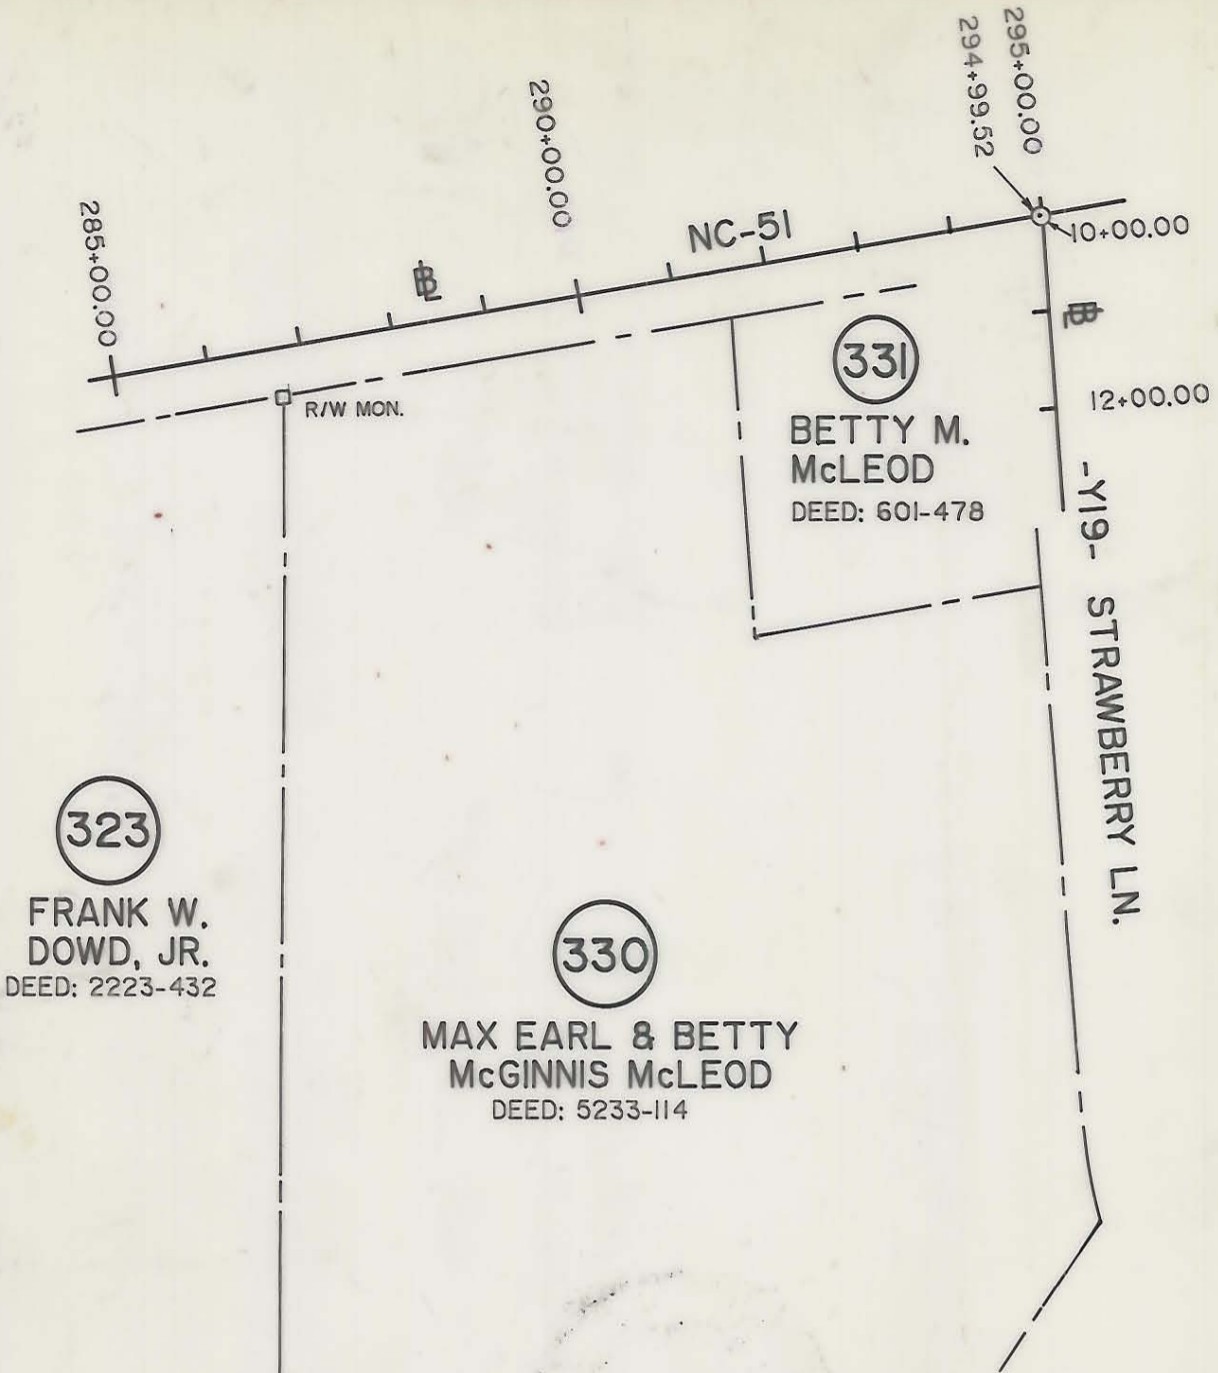 295+00.00
294+99.52
290+00.00
285+00.00
NC-51
BL
10+00.00
BL
12+00.00
R/W MON.
331
BETTY M.
McLEOD
DEED: 601-478
-Y19- STRAWBERRY LN.
323
FRANK W.
DOWD, JR.
DEED: 2223-432
330
MAX EARL & BETTY
McGINNIS McLEOD
DEED: 5233-114